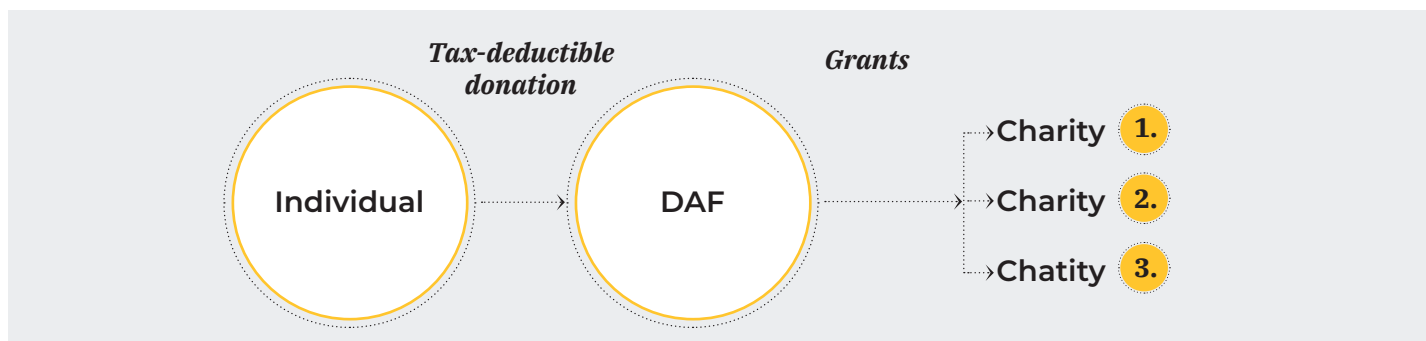 Tax-deductible
donation
Grants
Individual
DAF
Charity 1.
Charity 2.
Chatity 3.